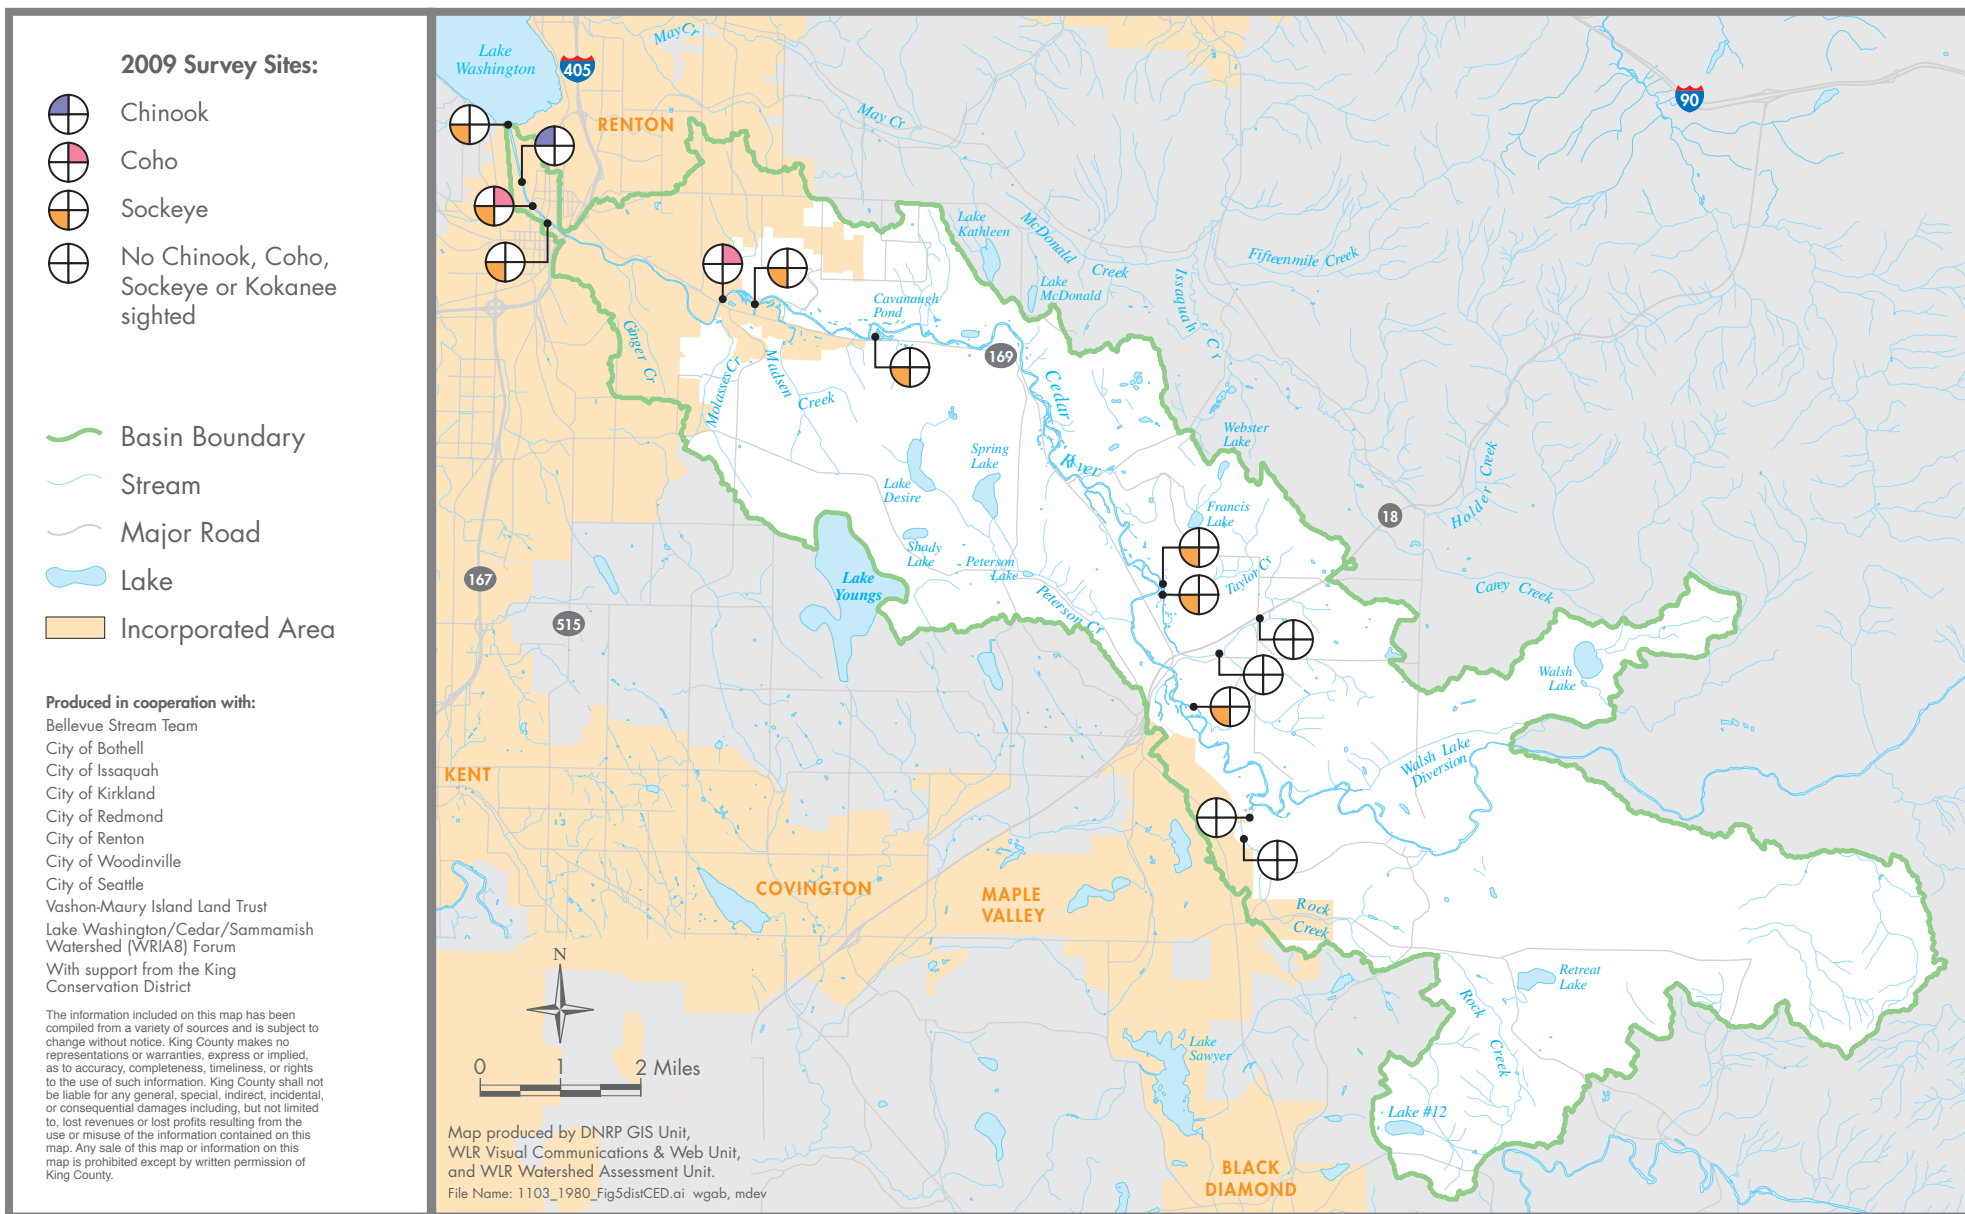 2009 Survey Sites:
Chinook
Coho
Sockeye
No Chinook, Coho,
Sockeye or Kokanee
sighted
Basin Boundary
Stream
Major Road
Lake
Incorporated Area
Produced in cooperation with:
Bellevue Stream Team
City of Bothell
City of Issaquah
City of Kirkland
City of Redmond
City of Renton
City of Woodinville
City of Seattle
Vashon-Maury Island Land Trust
Lake Washington/Cedar/Sammamish
Watershed (WRIA8) Forum
With support from the King
Conservation District
The information included on this map has been
compiled from a variety of sources and is subject to
change without notice. King County makes no
representations or warranties, express or implied,
as to accuracy, completeness, timeliness, or rights
to the use of such information. King County shall not
be liable for any general, special, indirect, incidental,
or consequential damages including, but not limited
to, lost revenues or lost profits resulting from the
use or misuse of the information contained on this
map. Any sale of this map or information on this
map is prohibited except by written permission of
King County.
Lake
Washington
405
May Cr
90
RENTON
May Cr
Lake
Kathleen
McDonald
Creek
Lake
McDonald
Issaquah Cr
Fifteenmile Creek
Cavanaugh
Pond
169
Ginger Cr
Molasses Cr
Madsen
Creek
Cedar
River
Webster
Lake
Spring
Lake
Lake
Desire
Francis
Lake
18
Holder Creek
Shady
Lake
Peterson
Lake
Peterson Cr
Taylor Cr
Carey Creek
167
Lake
Youngs
515
Walsh
Lake
Walsh Lake
Diversion
KENT
COVINGTON
MAPLE
VALLEY
Rock
Creek
Retreat
Lake
Rock
Creek
N
Lake
Sawyer
0 1 2 Miles
Lake #12
Map produced by DNRP GIS Unit,
WLR Visual Communications & Web Unit,
and WLR Watershed Assessment Unit.
File Name: 1103_1980_Fig5distCED.ai wgab, mdev
BLACK
DIAMOND